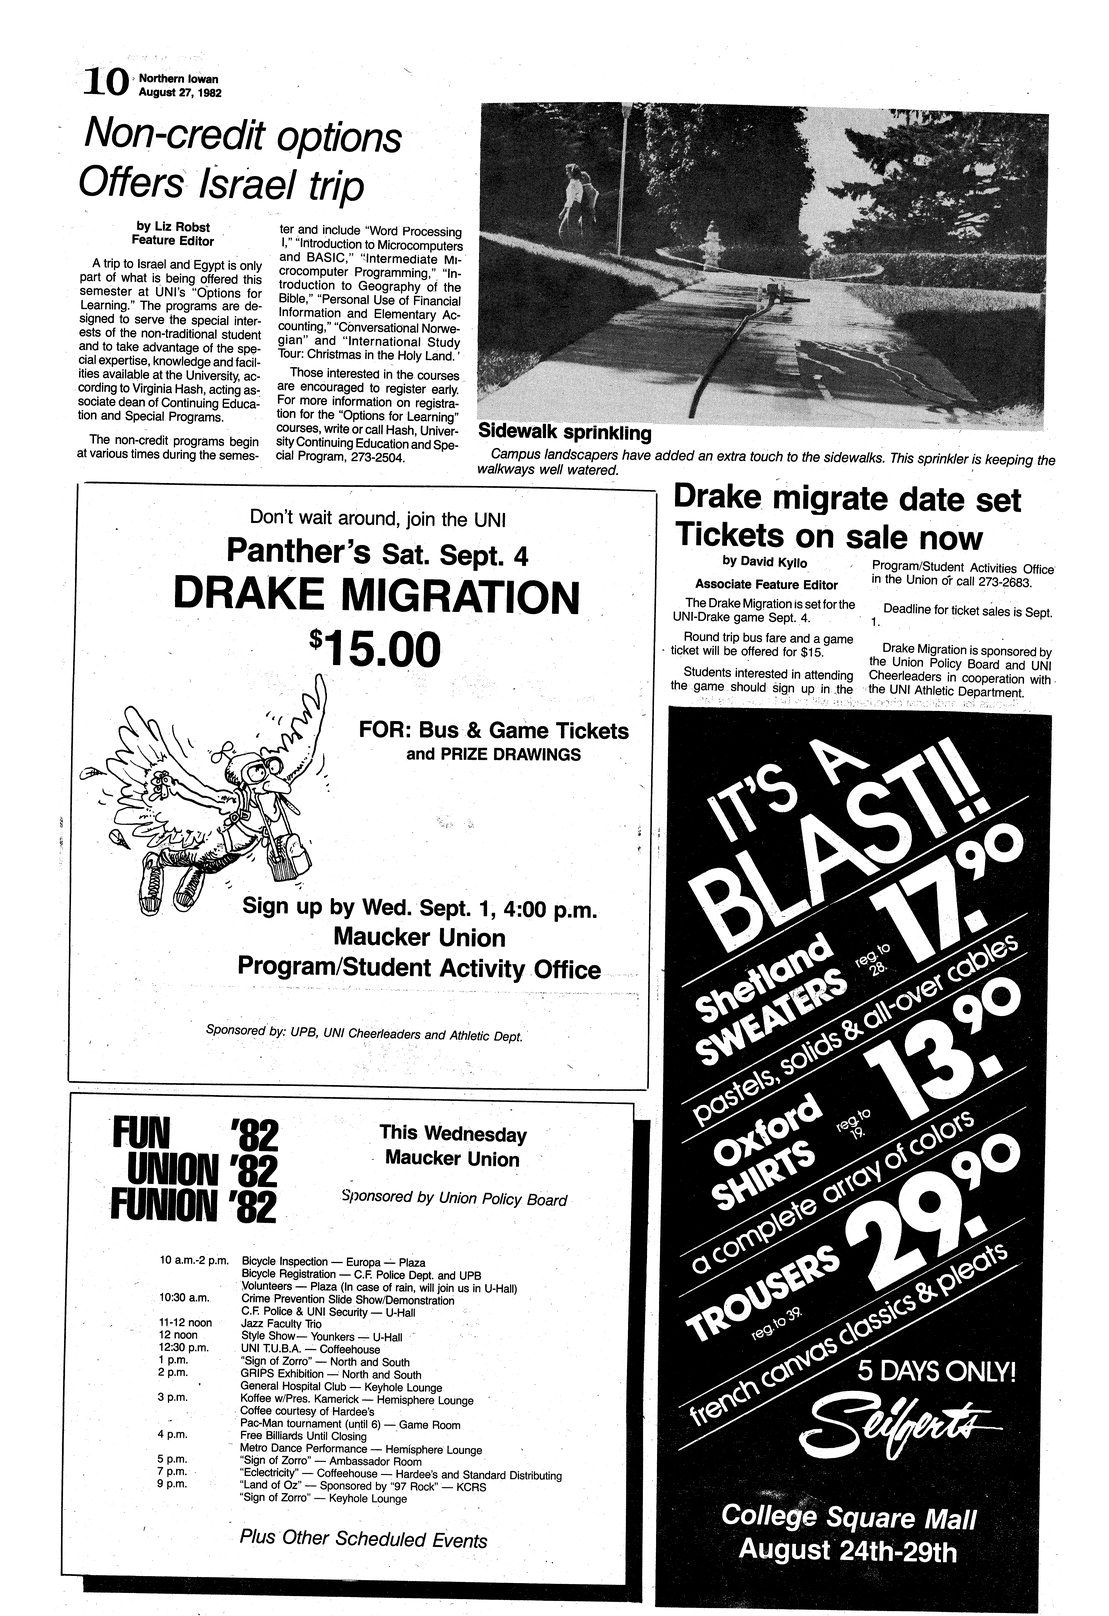 10 Northern Iowan
August 27, 1982
Non-credit options
Offers Israel trip
by Liz Robst
Feature Editor
A trip to Israel and Egypt is only
part of what is being offered this
semester at UNI's "Options for
Learning." The programs are de-
signed to serve the special inter-
ests of the non-traditional student
and to take advantage of the spe-
cial expertise, knowledge and facil-
ities available at the University, ac-
cording to Virginia Hash, acting as-
sociate dean of Continuing Educa-
tion and Special Programs.
The non-credit programs begin
at various times during the semes-
ter and include "Word Processing
I," "Introduction to Microcomputers
and BASIC," "Intermediate Mi-
crocomputer Programming," "In-
troduction to Geography of the
Bible," "Personal Use of Financial
Information and Elementary Ac-
counting," "Conversational Norwe-
gian" and "International Study
Tour: Christmas in the Holy Land.'
Those interested in the courses
are encouraged to register early.
For more information on registra-
tion for the "Options for Learning"
courses, write or call Hash, Univer-
sity Continuing Education and Spe-
cial Program, 273-2504.
Sidewalk sprinkling
Campus landscapers have added an extra touch to the sidewalks. This sprinkler is keeping the
walkways well watered.
Don't wait around, join the UNI
Panther's Sat. Sept. 4
DRAKE MIGRATION
$15.00
FOR: Bus & Game Tickets
and PRIZE DRAWINGS
Sign up by Wed. Sept. 1, 4:00 p.m.
Maucker Union
Program/Student Activity Office
Sponsored by: UPB, UNI Cheerleaders and Athletic Dept.
Drake migrate date set
Tickets on sale now
by David Kyllo
Associate Feature Editor
The Drake Migration is set for the
UNI-Drake game Sept. 4.
Round trip bus fare and a game
ticket will be offered for $15.
Students interested in attending
the game should sign up in the
Program/Student Activities Office
in the Union or call 273-2683.
Deadline for ticket sales is Sept.
1.
Drake Migration is sponsored by
the Union Policy Board and UNI
Cheerleaders in cooperation with
the UNI Athletic Department.
FUN '82
UNION '82
FUNION '82
This Wednesday
Maucker Union
Sponsored by Union Policy Board
10 a.m.-2 p.m. Bicycle Inspection — Europa — Plaza
Bicycle Registration — C.F. Police Dept. and UPB
Volunteers — Plaza (In case of rain, will join us in U-Hall)
10:30 a.m. Crime Prevention Slide Show/Demonstration
C.F. Police & UNI Security — U-Hall
11-12 noon Jazz Faculty Trio
12 noon Style Show— Younkers — U-Hall
12:30 p.m. UNI T.U.B.A. — Coffeehouse
1 p.m. "Sign of Zorro" — North and South
2 p.m. GRIPS Exhibition — North and South
General Hospital Club — Keyhole Lounge
3 p.m. Koffee w/Pres. Kamerick — Hemisphere Lounge
Coffee courtesy of Hardee's
Pac-Man tournament (until 6) — Game Room
4 p.m. Free Billiards Until Closing
Metro Dance Performance — Hemisphere Lounge
5 p.m. "Sign of Zorro" — Ambassador Room
7 p.m. "Eclectricity" — Coffeehouse — Hardee's and Standard Distributing
9 p.m. "Land of Oz" — Sponsored by "97 Rock" — KCRS
"Sign of Zorro" — Keyhole Lounge
Plus Other Scheduled Events
IT'S A
BLAST!!
Shetland
SWEATERS
reg. to
28.
17.90
pastels, solids & all-over cables
Oxford
SHIRTS
reg. to
19.
13.90
a complete array of colors
TROUSERS
reg. to 39.
29.90
french canvas classics & pleats
5 DAYS ONLY!
Seiferts
College Square Mall
August 24th-29th